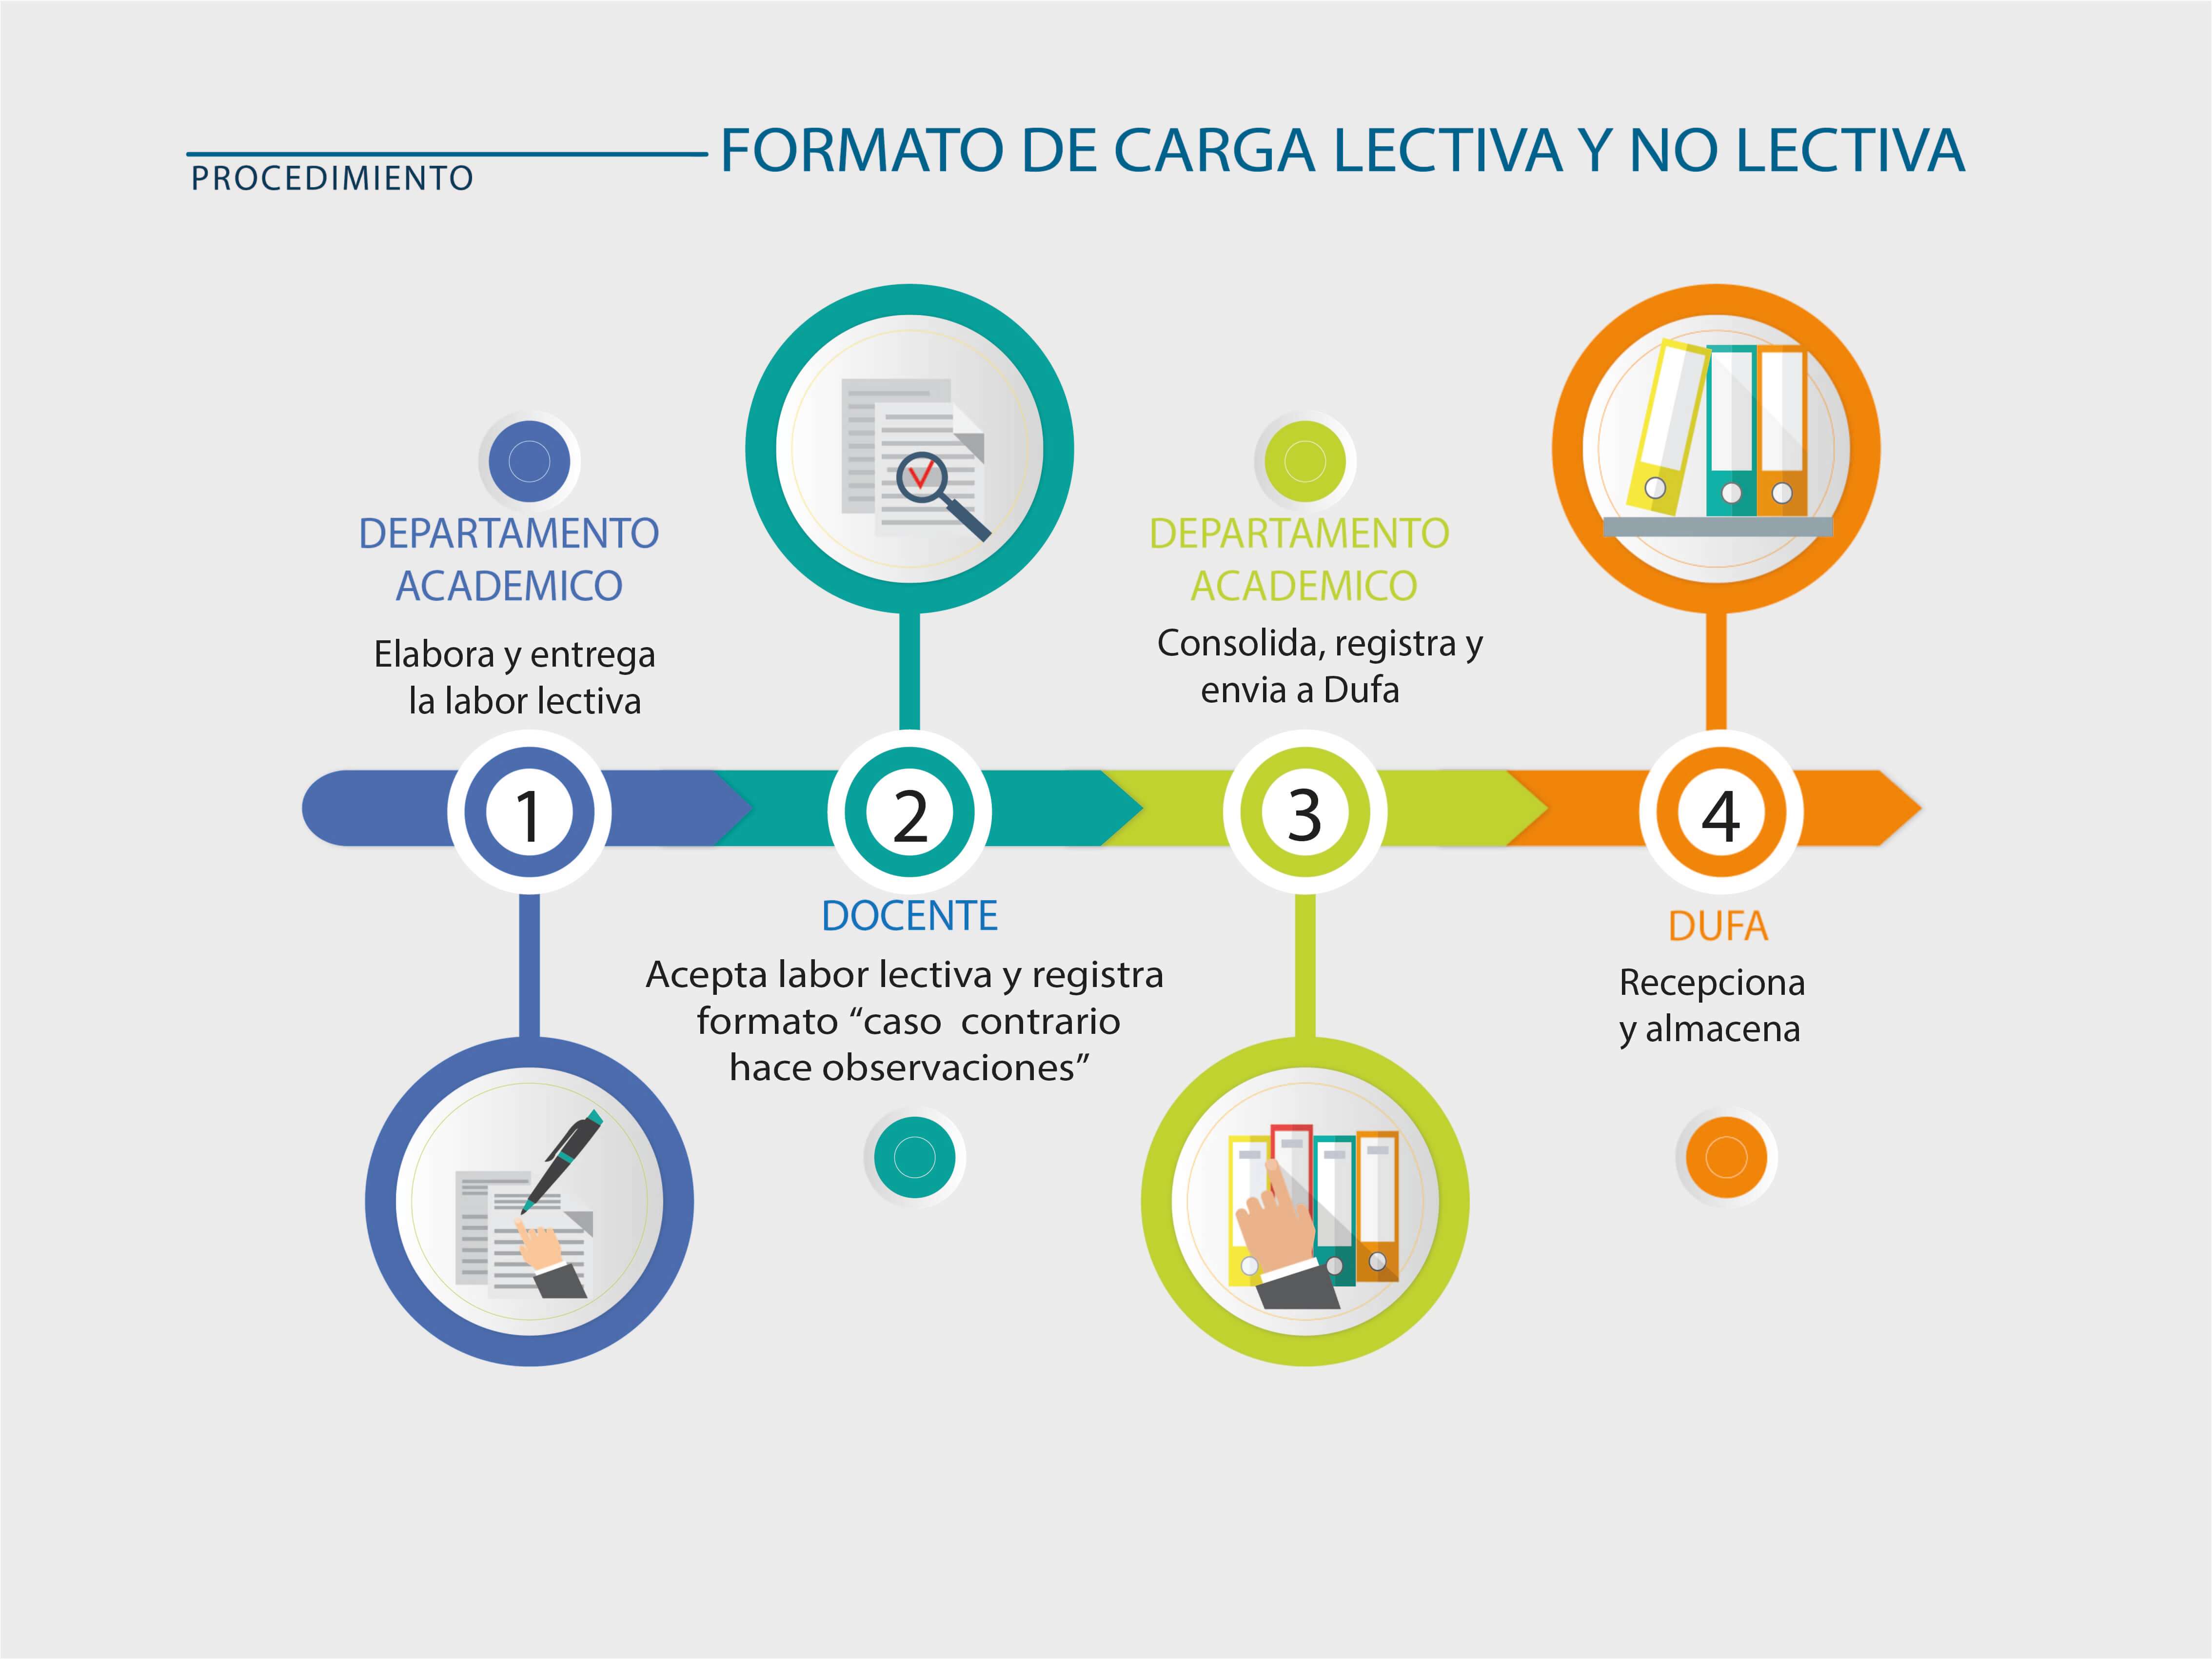 FORMATO DE CARGA LECTIVA Y NO LECTIVA
PROCEDIMIENTO
DEPARTAMENTO
ACADEMICO
Elabora y entrega
la labor lectiva
1
2
DOCENTE
Acepta labor lectiva y registra
formato “caso contrario
hace observaciones”
DEPARTAMENTO
ACADEMICO
Consolida, registra y
envia a Dufa
3
4
DUFA
Recepciona
y almacena